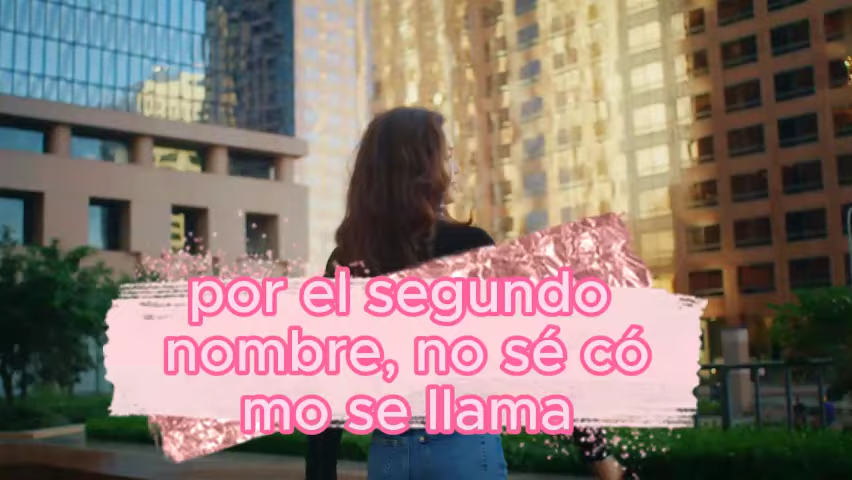 por el segundo
nombre, no sé có
mo se llama